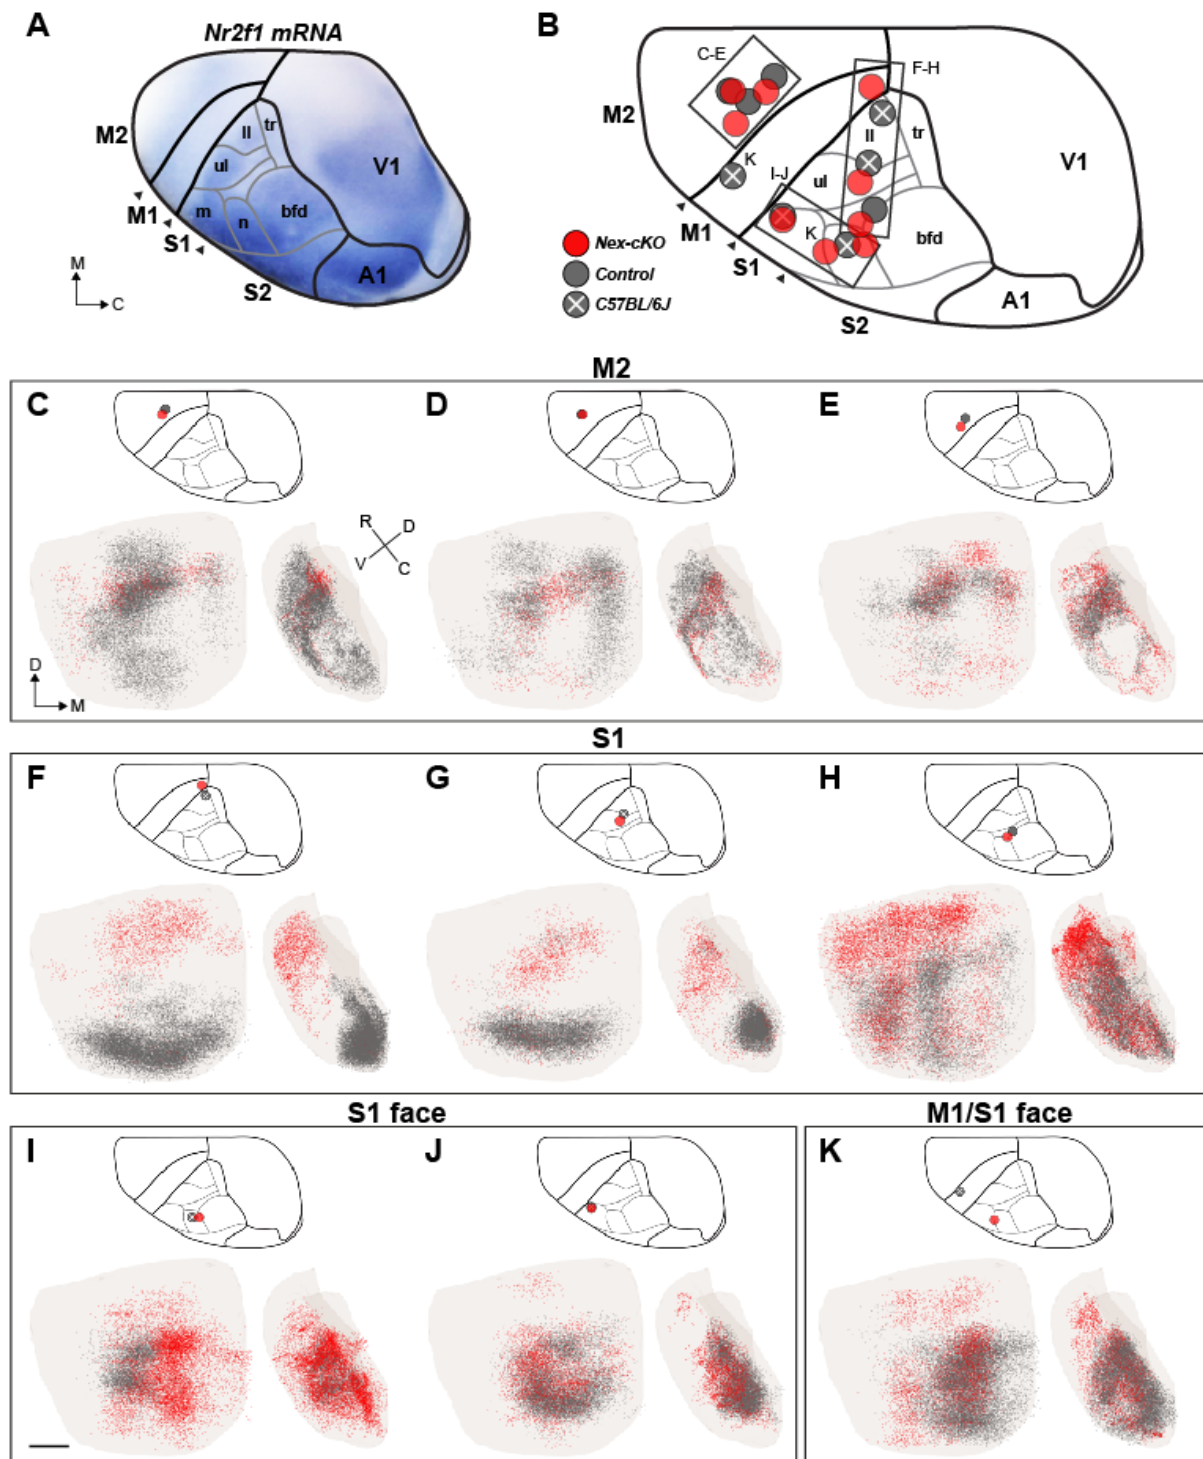 A
Nr2f1 mRNA
M2
M1
S1
S2
ll
tr
ul
m
n
bfd
V1
A1
M
C
B
C-E
F-H
M2
K
I-J
ll
tr
ul
K
V1
M1
S1
bfd
S2
A1
Nex-cKO
Control
C57BL/6J
M2
C
D
E
R
D
V
C
D
M
S1
F
G
H
S1 face
M1/S1 face
I
J
K